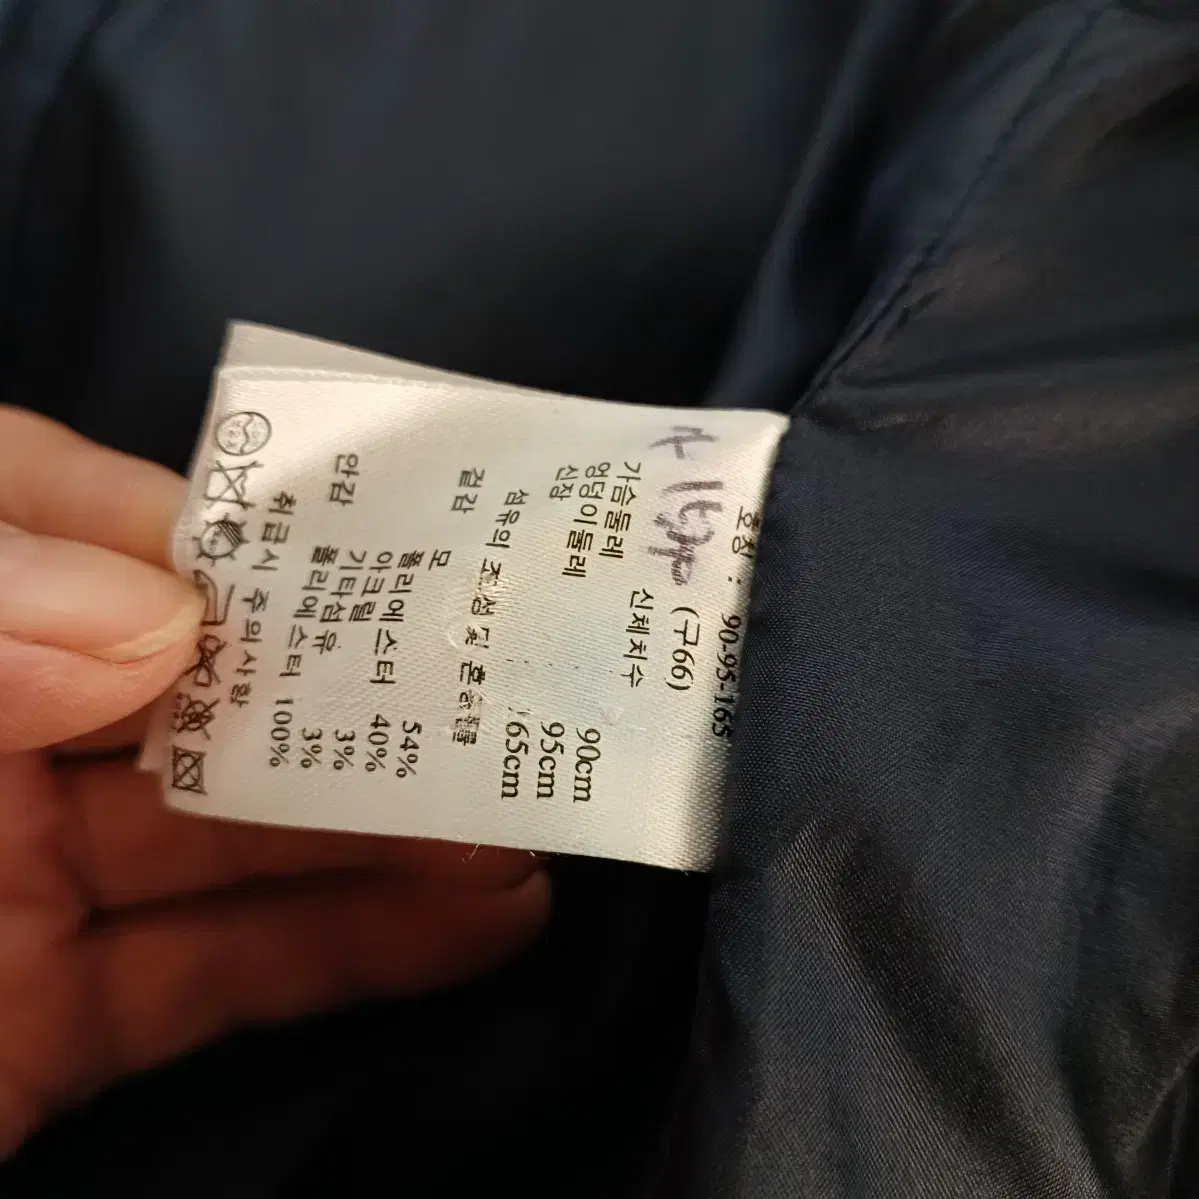 호칭 : 90-95-165
(구66)
신체치수
가슴둘레 90cm
엉덩이둘레 95cm
신장 165cm
섬유의 조성 및 혼용률
겉감 모 54%
폴리에스터 40%
아크릴 3%
기타섬유 3%
안감 폴리에스터 100%
취급시 주의사항